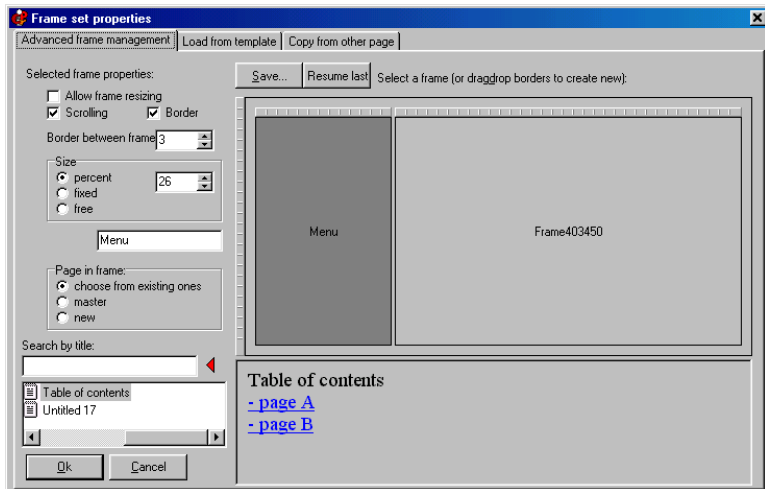 Frame set properties
Advanced frame management
Load from template
Copy from other page
Selected frame properties:
Allow frame resizing
Scrolling
Border
Border between frame
3
Size
percent
26
fixed
free
Menu
Page in frame:
choose from existing ones
master
new
Search by title:
Table of contents
Untitled 17
Ok
Cancel
Save...
Resume last
Select a frame (or dragdrop borders to create new):
Menu
Frame403450
Table of contents
- page A
- page B